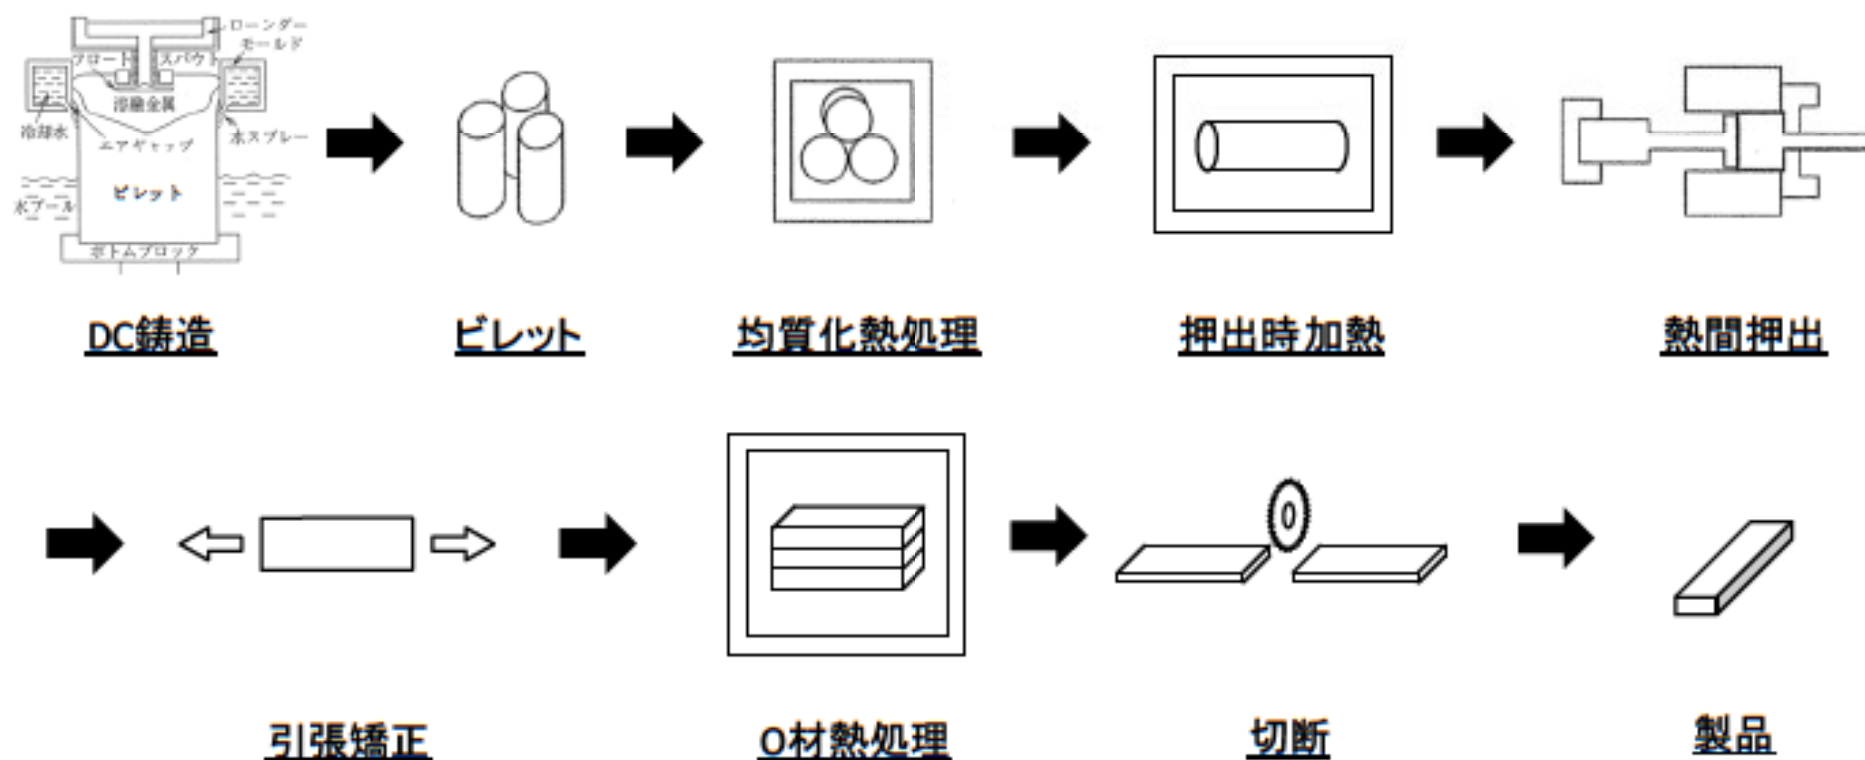 ローンダー
モールド
フロート
スパウト
溶融金属
冷却水
水スプレー
エアギャップ
ビレット
水プール
ボトムブロック
DC鋳造
ビレット
均質化熱処理
押出時加熱
熱間押出
引張矯正
O材熱処理
切断
製品